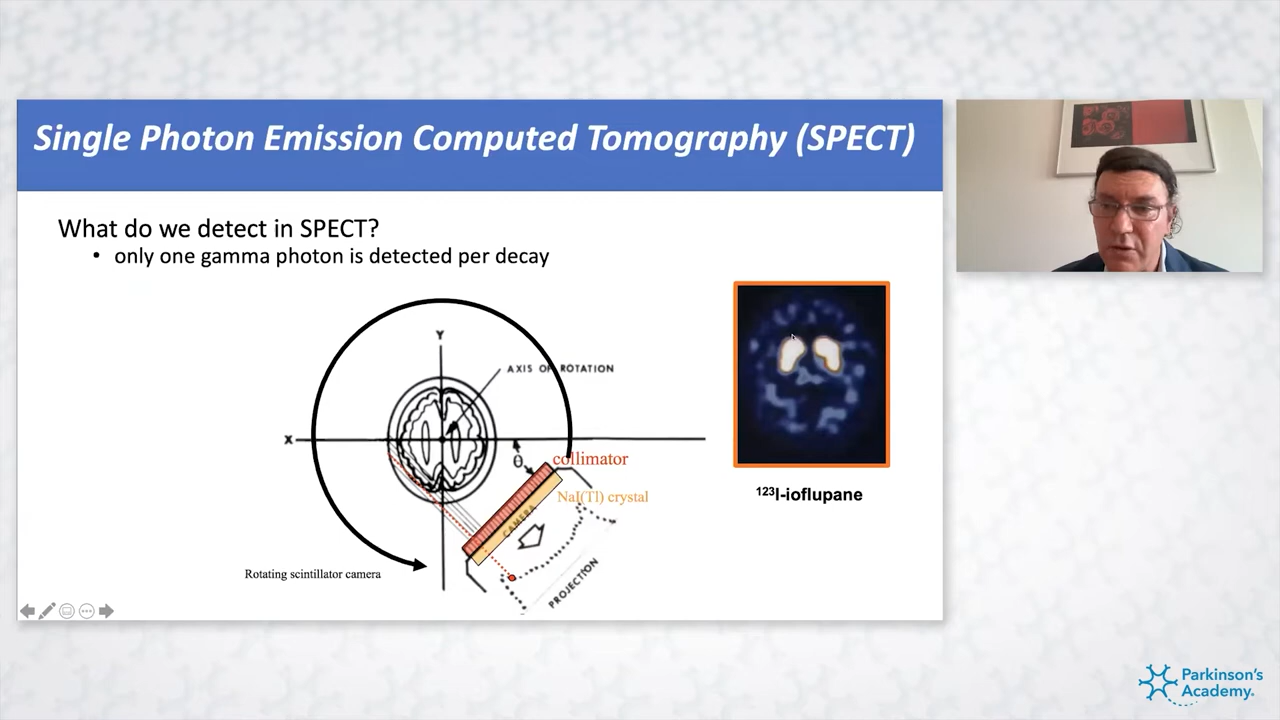 Single Photon Emission Computed Tomography (SPECT)
What do we detect in SPECT?
• only one gamma photon is detected per decay
Y
AXIS OF ROTATION
X
θ
collimator
NaI(Tl) crystal
CAMERA
PROJECTION
Rotating scintillator camera
¹²³I-ioflupane
Parkinson's
Academy.